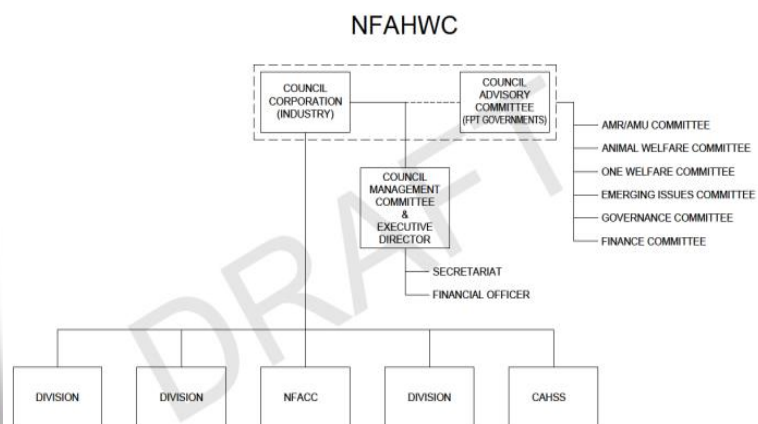 NFAHWC
COUNCIL
CORPORATION
(INDUSTRY)
COUNCIL
ADVISORY
COMMITTEE
(FPT GOVERNMENTS)
AMR/AMU COMMITTEE
ANIMAL WELFARE COMMITTEE
ONE WELFARE COMMITTEE
EMERGING ISSUES COMMITTEE
GOVERNANCE COMMITTEE
FINANCE COMMITTEE
COUNCIL
MANAGEMENT
COMMITTEE
&
EXECUTIVE
DIRECTOR
SECRETARIAT
FINANCIAL OFFICER
DRAFT
DIVISION
DIVISION
NFACC
DIVISION
CAHSS